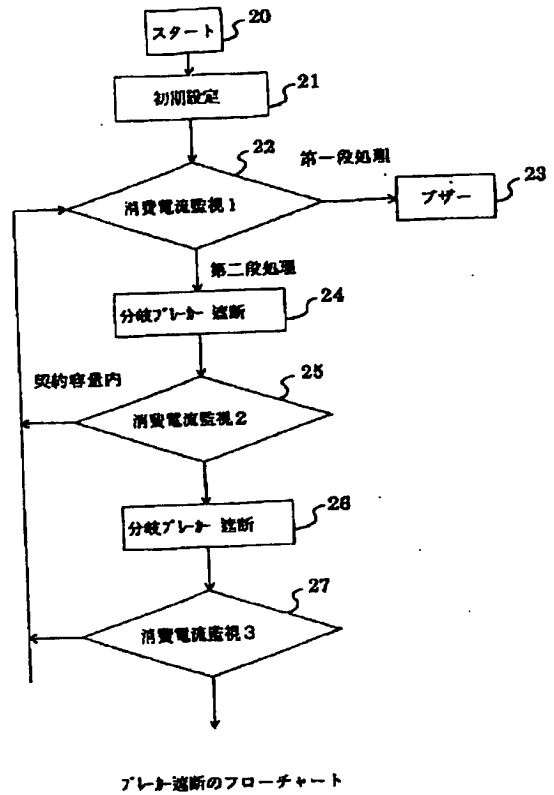 20
スタート
21
初期設定
22
第一段処理
消費電流監視1
23
ブザー
第二段処理
24
分岐ブレーカー 遮断
契約容量内
25
消費電流監視2
26
分岐ブレーカー 遮断
27
消費電流監視3
ブレーカー遮断のフローチャート